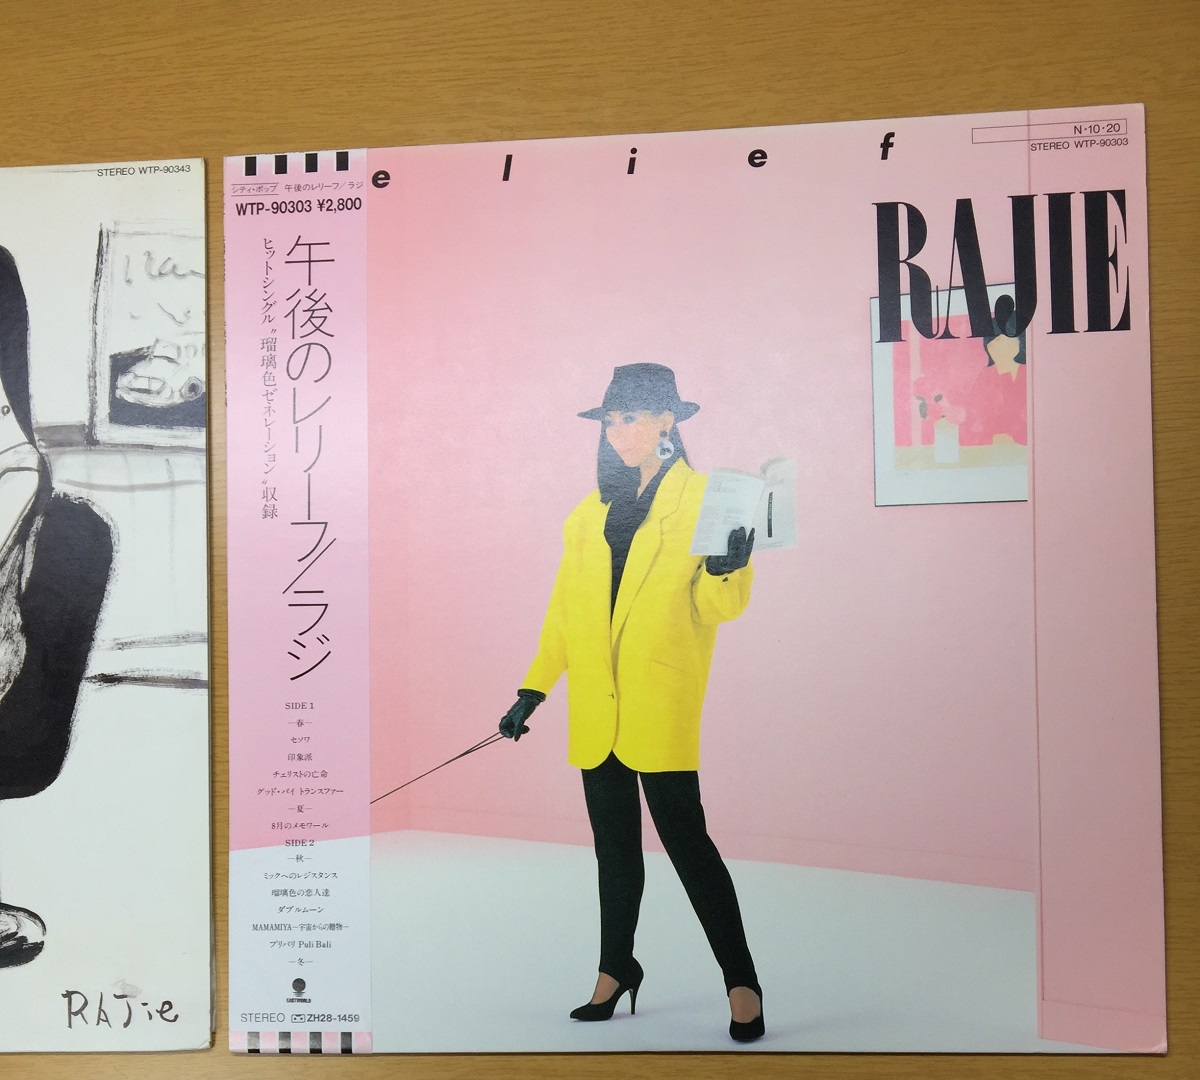 STEREO WTP-90343
RAJie
elief
N・10・20
STEREO WTP-90303
RAJIE
シティ・ポップ 午後のレリーフ/ラジ
WTP-90303 ¥2,800
午後のレリーフ/ラジ
ヒットシングル〝瑠璃色ゼネレーション〟収録
SIDE 1
—春—
セソワ
印象派
チェリストの亡命
グッド・バイ トランスファー
—夏—
8月のメモワール
SIDE 2
—秋—
ミックへのレジスタンス
瑠璃色の恋人達
ダブルムーン
MAMAMIYA—宇宙からの贈物—
プリバリ Puli Bali
—冬—
EASTWORLD
STEREO ZH28-1459